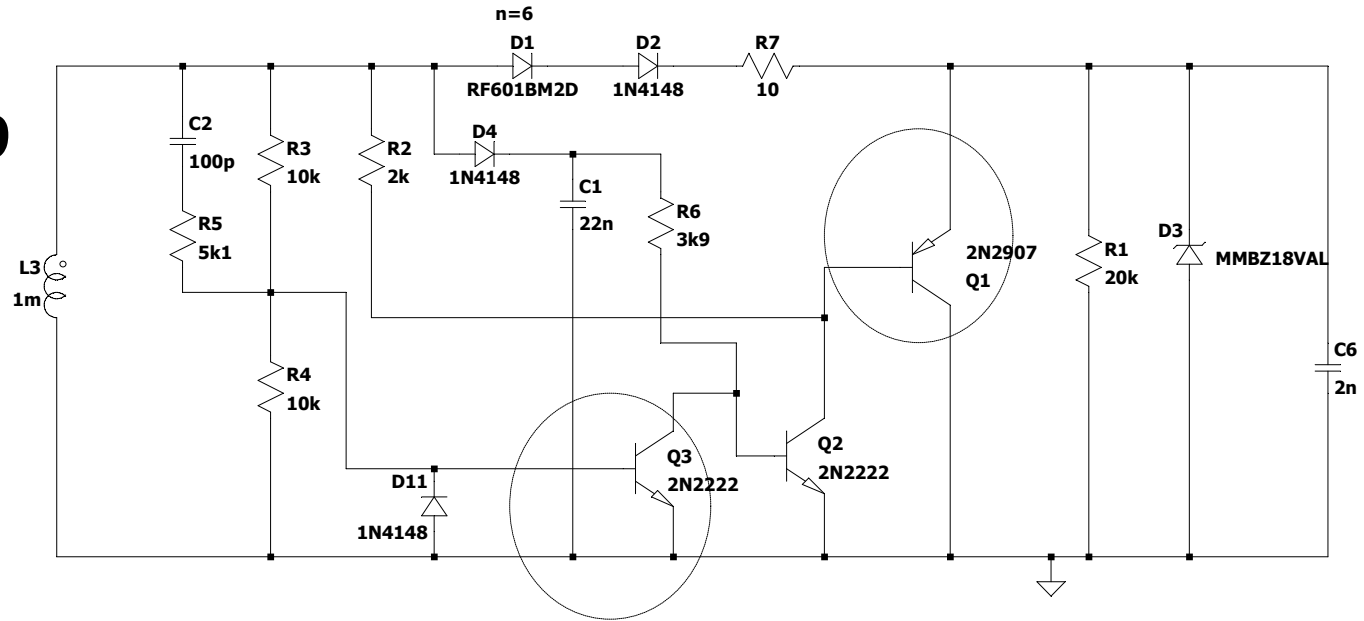 n=6
D1
D2
R7
RF601BM2D
1N4148
10
C2
100p
R3
10k
R2
2k
D4
1N4148
C1
22n
R6
3k9
R5
5k1
L3
1m
2N2907
Q1
R1
20k
D3
MMBZ18VAL
R4
10k
C6
2n
Q3
2N2222
Q2
2N2222
D11
1N4148